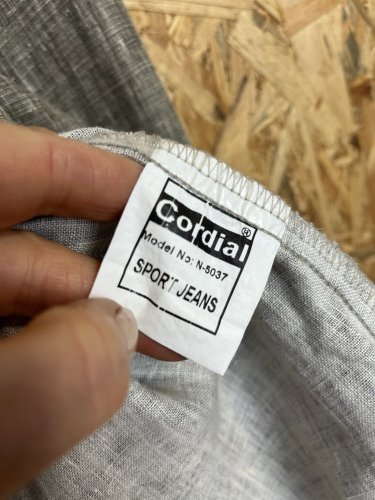 Cordial®
Model No: N-5037
SPORT JEANS